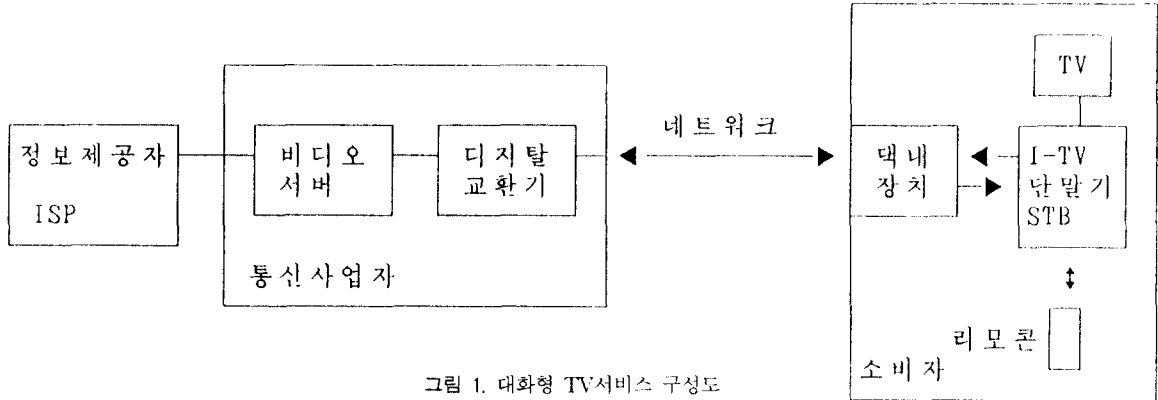 정보제공자
ISP
비디오
서버
디지탈
교환기
통신사업자
네트워크
댁내
장치
TV
I-TV
단말기
STB
리모콘
소비자
그림 1. 대화형 TV서비스 구성도